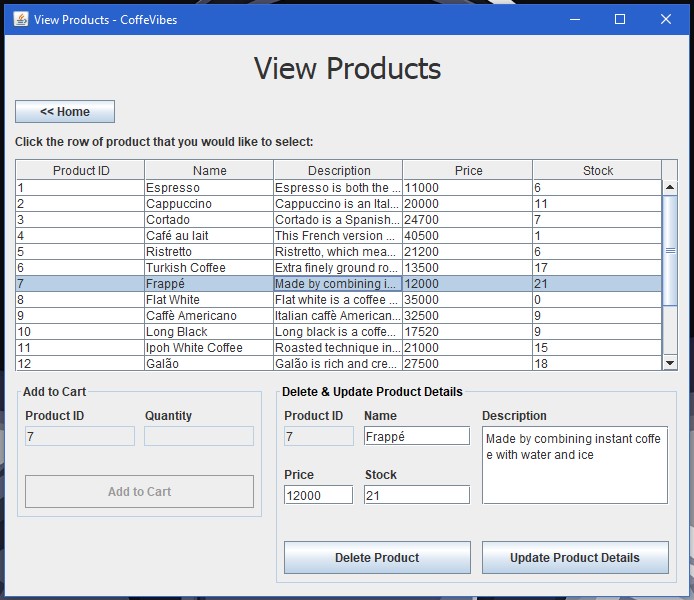 View Products - CoffeVibes
View Products
<< Home
Click the row of product that you would like to select:
Product ID Name Description Price Stock
1 Espresso Espresso is both the ... 11000 6
2 Cappuccino Cappuccino is an Ital... 20000 11
3 Cortado Cortado is a Spanish... 24700 7
4 Café au lait This French version ... 40500 1
5 Ristretto Ristretto, which mea... 21200 6
6 Turkish Coffee Extra finely ground ro... 13500 17
7 Frappé Made by combining i... 12000 21
8 Flat White Flat white is a coffee ... 35000 0
9 Caffè Americano Italian caffè American... 32500 9
10 Long Black Long black is a coffe... 17520 9
11 Ipoh White Coffee Roasted technique in... 21000 15
12 Galão Galão is rich and cre... 27500 18
Add to Cart
Product ID Quantity
7
Add to Cart
Delete & Update Product Details
Product ID Name Description
7 Frappé Made by combining instant coffe
e with water and ice
Price Stock
12000 21
Delete Product Update Product Details